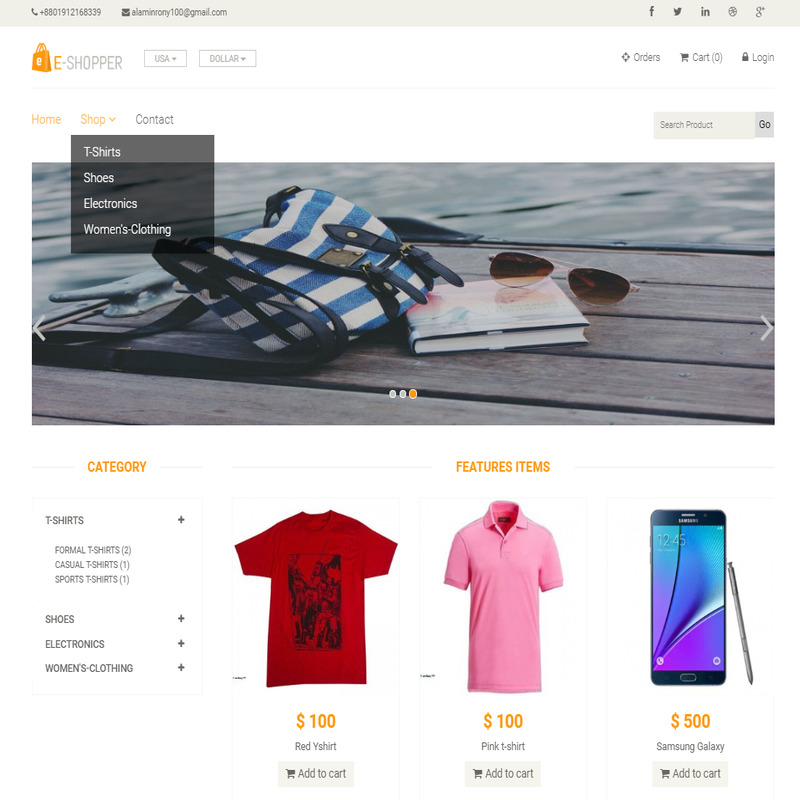 +8801912168339 alaminrony100@gmail.com
E-SHOPPER
USA DOLLAR
Orders Cart (0) Login
Home Shop Contact
Search Product Go
T-Shirts
Shoes
Electronics
Women's-Clothing
CATEGORY
FEATURES ITEMS
T-SHIRTS +
FORMAL T-SHIRTS (2)
CASUAL T-SHIRTS (1)
SPORTS T-SHIRTS (1)
SHOES +
ELECTRONICS +
WOMEN'S-CLOTHING +
SAMSUNG
12:45
$ 100
Red Yshirt
Add to cart
$ 100
Pink t-shirt
Add to cart
$ 500
Samsung Galaxy
Add to cart